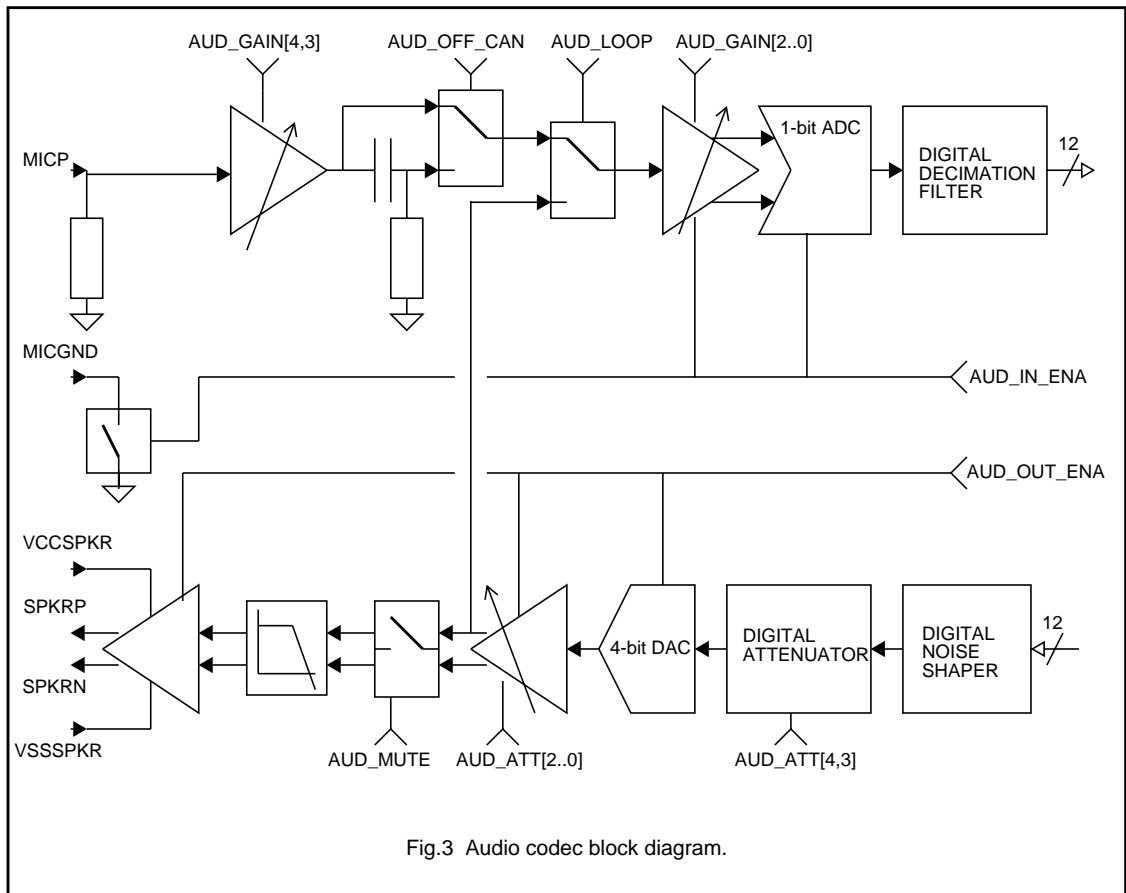 AUD_GAIN[4,3]
AUD_OFF_CAN
AUD_LOOP
AUD_GAIN[2..0]
MICP
1-bit ADC
DIGITAL
DECIMATION
FILTER
12
MICGND
AUD_IN_ENA
AUD_OUT_ENA
VCCSPKR
SPKRP
SPKRN
VSSSPKR
4-bit DAC
DIGITAL
ATTENUATOR
DIGITAL
NOISE
SHAPER
12
AUD_MUTE
AUD_ATT[2..0]
AUD_ATT[4,3]
Fig.3 Audio codec block diagram.